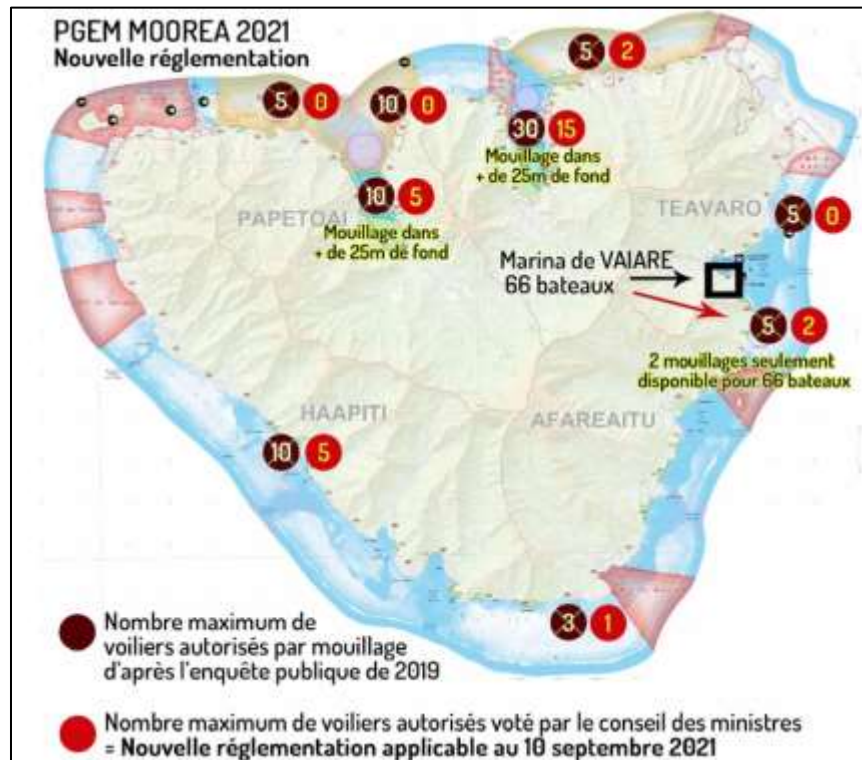 PGEM MOOREA 2021
Nouvelle réglementation
5 2
5 0
10 0
30 15
Mouillage dans
+ de 25m de fond
10 5
PAPETOAI
Mouillage dans
+ de 25m de fond
TEAVARO
5 0
Marina de VAIARE
66 bateaux
5 2
2 mouillages seulement
disponible pour 66 bateaux
HAAPITI
AFAREAITU
10 5
3 1
Nombre maximum de
voiliers autorisés par mouillage
d'après l'enquête publique de 2019
Nombre maximum de voiliers autorisés voté par le conseil des ministres
= Nouvelle réglementation applicable au 10 septembre 2021